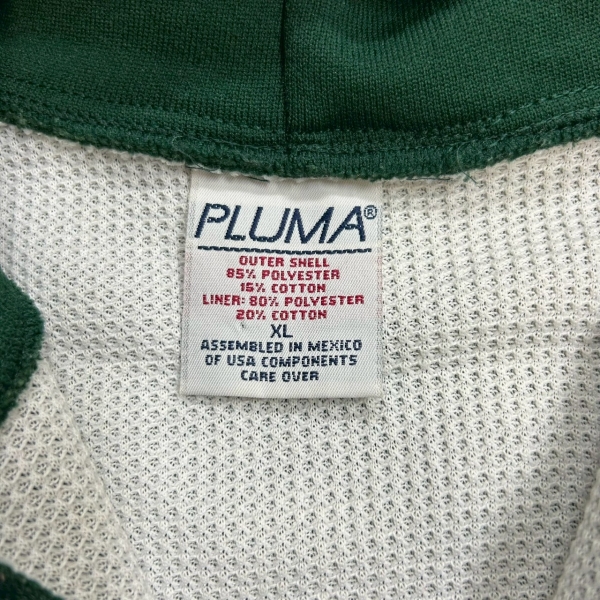 PLUMA®
OUTER SHELL
85% POLYESTER
15% COTTON
LINER: 80% POLYESTER
20% COTTON
XL
ASSEMBLED IN MEXICO
OF USA COMPONENTS
CARE OVER